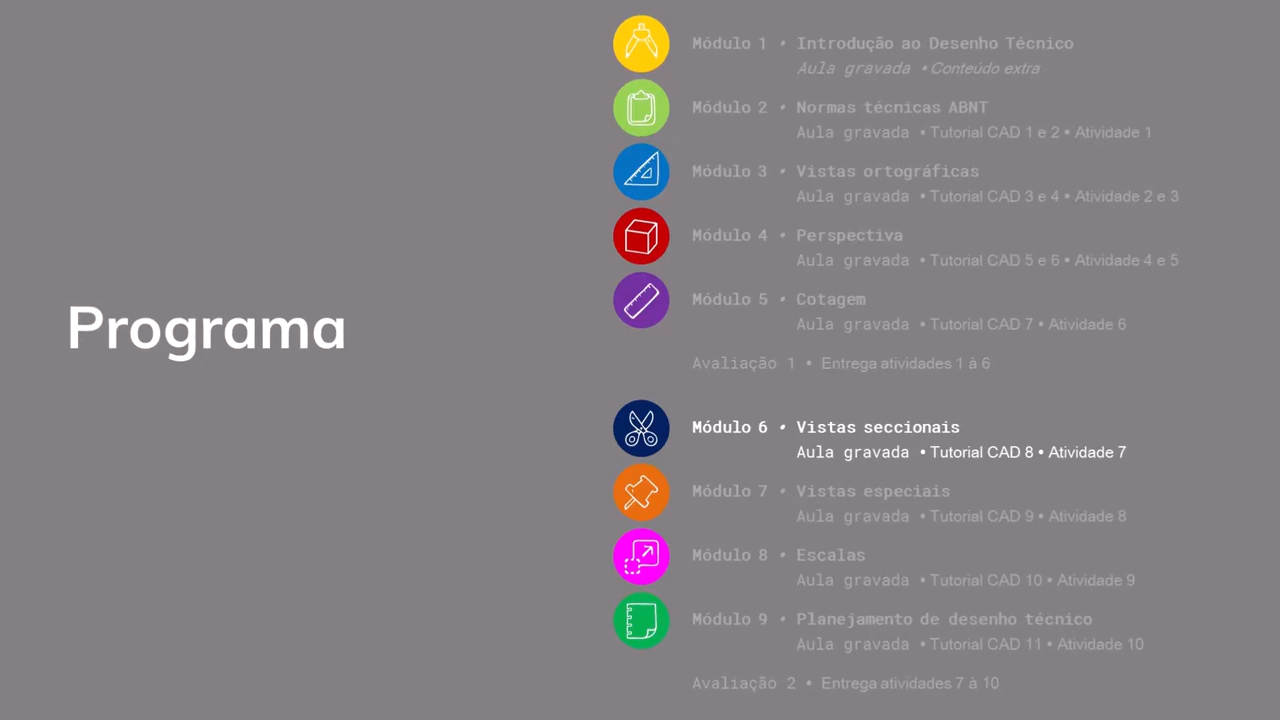 Programa
Módulo 1 • Introdução ao Desenho Técnico
Aula gravada • Conteúdo extra
Módulo 2 • Normas técnicas ABNT
Aula gravada • Tutorial CAD 1 e 2 • Atividade 1
Módulo 3 • Vistas ortográficas
Aula gravada • Tutorial CAD 3 e 4 • Atividade 2 e 3
Módulo 4 • Perspectiva
Aula gravada • Tutorial CAD 5 e 6 • Atividade 4 e 5
Módulo 5 • Cotagem
Aula gravada • Tutorial CAD 7 • Atividade 6
Avaliação 1 • Entrega atividades 1 à 6
Módulo 6 • Vistas seccionais
Aula gravada • Tutorial CAD 8 • Atividade 7
Módulo 7 • Vistas especiais
Aula gravada • Tutorial CAD 9 • Atividade 8
Módulo 8 • Escalas
Aula gravada • Tutorial CAD 10 • Atividade 9
Módulo 9 • Planejamento de desenho técnico
Aula gravada • Tutorial CAD 11 • Atividade 10
Avaliação 2 • Entrega atividades 7 à 10